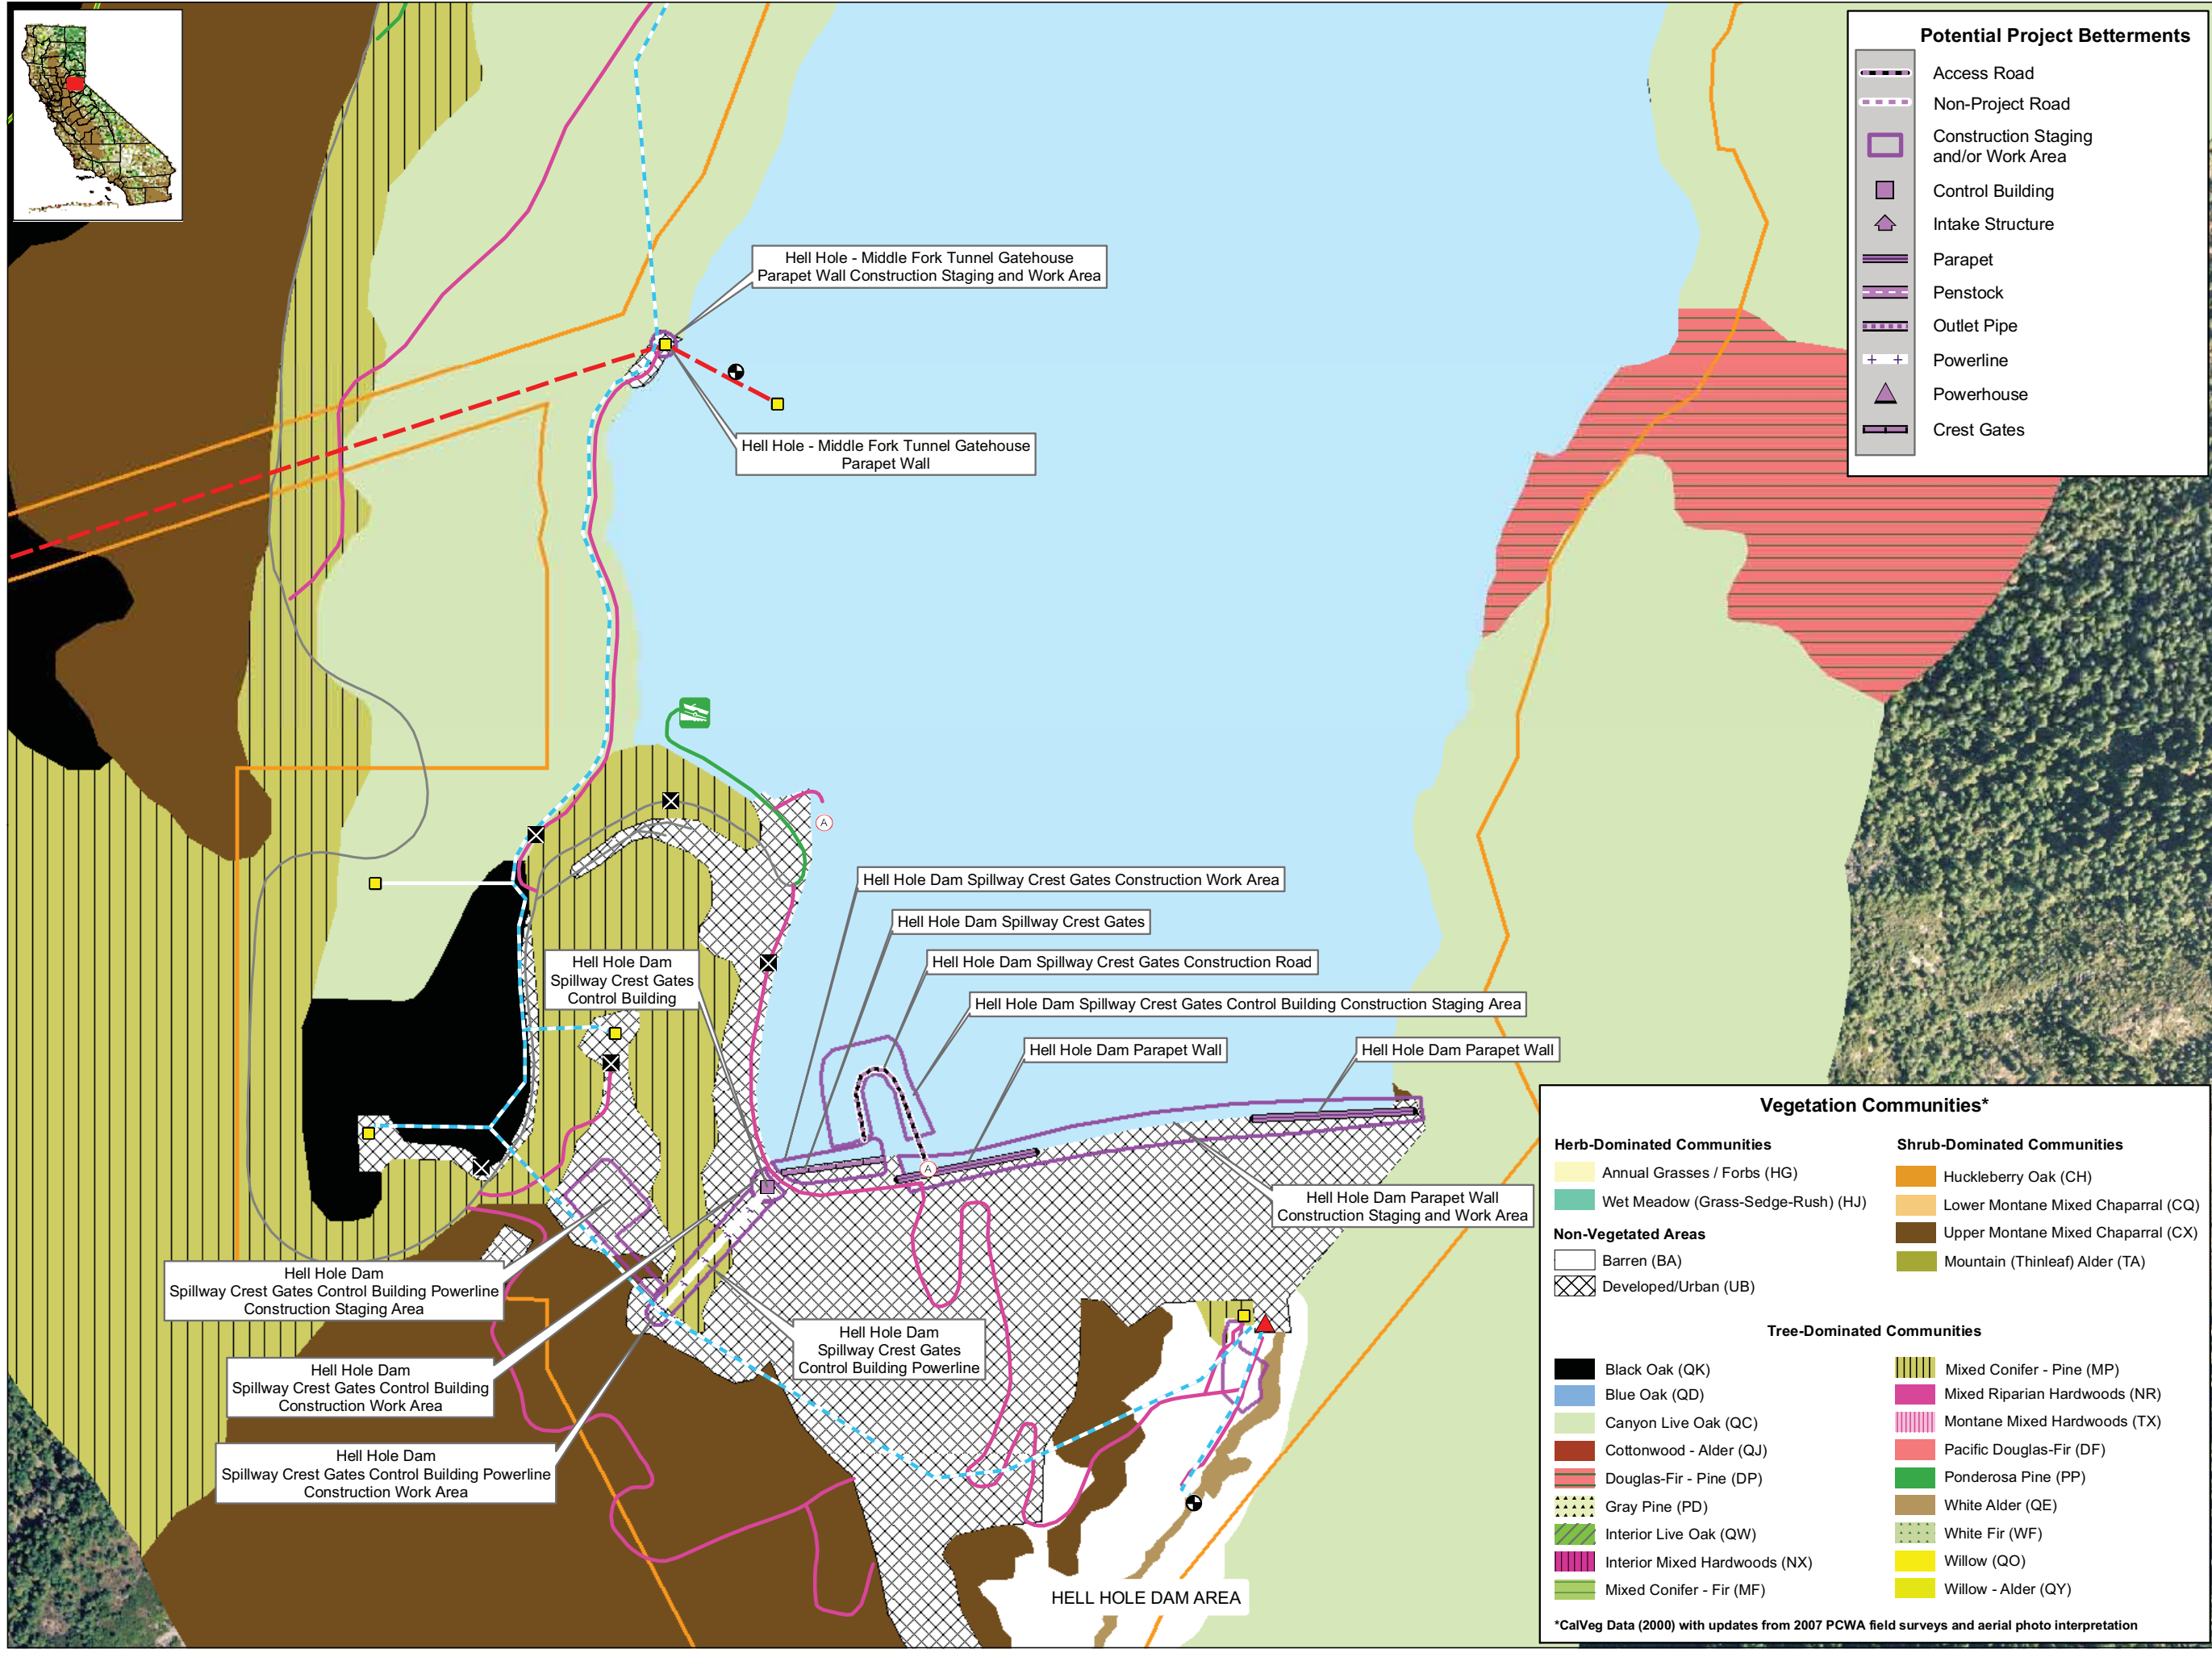 Potential Project Betterments
Access Road
Non-Project Road
Construction Staging
and/or Work Area
Control Building
Intake Structure
Parapet
Penstock
Outlet Pipe
Powerline
Powerhouse
Crest Gates
Hell Hole - Middle Fork Tunnel Gatehouse
Parapet Wall Construction Staging and Work Area
Hell Hole - Middle Fork Tunnel Gatehouse
Parapet Wall
A
Hell Hole Dam Spillway Crest Gates Construction Work Area
Hell Hole Dam Spillway Crest Gates
Hell Hole Dam
Spillway Crest Gates
Control Building
Hell Hole Dam Spillway Crest Gates Construction Road
Hell Hole Dam Spillway Crest Gates Control Building Construction Staging Area
Hell Hole Dam Parapet Wall
Hell Hole Dam Parapet Wall
A
Hell Hole Dam Parapet Wall
Construction Staging and Work Area
Hell Hole Dam
Spillway Crest Gates Control Building Powerline
Construction Staging Area
Hell Hole Dam
Spillway Crest Gates
Control Building Powerline
Hell Hole Dam
Spillway Crest Gates Control Building
Construction Work Area
Hell Hole Dam
Spillway Crest Gates Control Building Powerline
Construction Work Area
HELL HOLE DAM AREA
Vegetation Communities*
Herb-Dominated Communities
Annual Grasses / Forbs (HG)
Wet Meadow (Grass-Sedge-Rush) (HJ)
Non-Vegetated Areas
Barren (BA)
Developed/Urban (UB)
Shrub-Dominated Communities
Huckleberry Oak (CH)
Lower Montane Mixed Chaparral (CQ)
Upper Montane Mixed Chaparral (CX)
Mountain (Thinleaf) Alder (TA)
Tree-Dominated Communities
Black Oak (QK)
Blue Oak (QD)
Canyon Live Oak (QC)
Cottonwood - Alder (QJ)
Douglas-Fir - Pine (DP)
Gray Pine (PD)
Interior Live Oak (QW)
Interior Mixed Hardwoods (NX)
Mixed Conifer - Fir (MF)
Mixed Conifer - Pine (MP)
Mixed Riparian Hardwoods (NR)
Montane Mixed Hardwoods (TX)
Pacific Douglas-Fir (DF)
Ponderosa Pine (PP)
White Alder (QE)
White Fir (WF)
Willow (QO)
Willow - Alder (QY)
*CalVeg Data (2000) with updates from 2007 PCWA field surveys and aerial photo interpretation